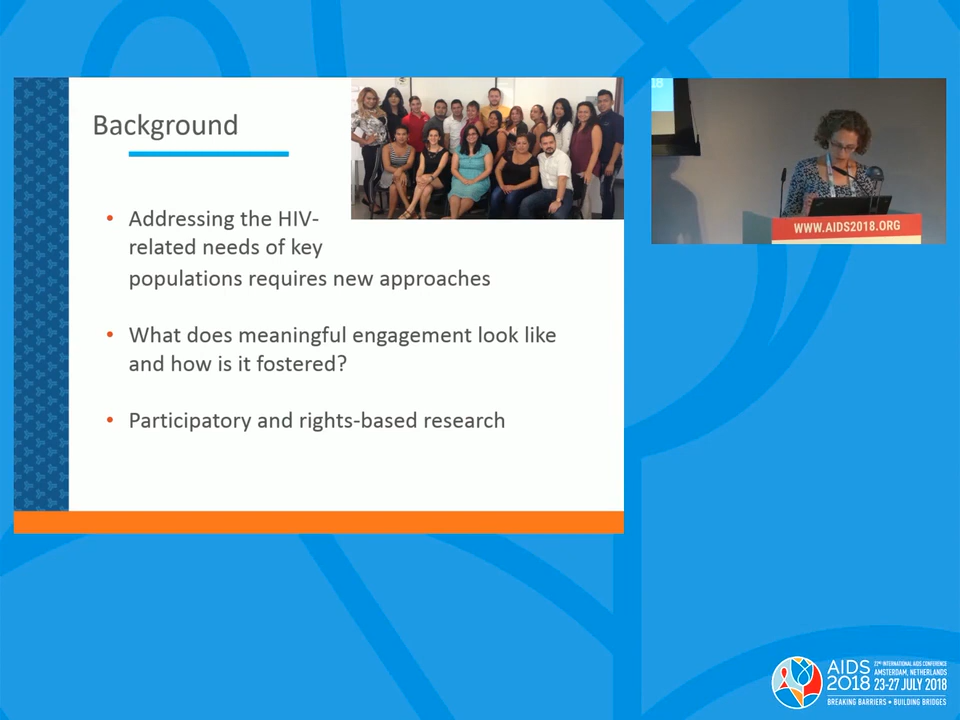 Background
• Addressing the HIV-
related needs of key
populations requires new approaches
• What does meaningful engagement look like
and how is it fostered?
• Participatory and rights-based research
18
WWW.AIDS2018.ORG
AIDS
2018
22ND INTERNATIONAL AIDS CONFERENCE
AMSTERDAM, NETHERLANDS
23-27 JULY 2018
BREAKING BARRIERS • BUILDING BRIDGES